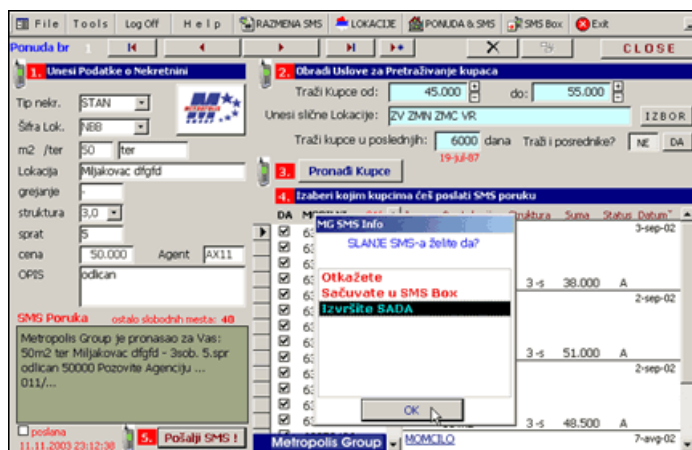 File Tools Log Off Help RAZMENA SMS LOKACIJE PONUDA & SMS SMS Box Exit
Ponuda br 1 CLOSE
1. Unesi Podatke o Nekretnini
Tip nekr. STAN
Šifra Lok. NBB
m2 /ter 50 ter
Lokacija Miljakovac dfgfd
grejanje -
struktura 3,0
sprat 5
cena 50.000 Agent AX11
OPIS odlican
SMS Poruka ostalo slobodnih mesta: 48
Metropolis Group je pronasao za Vas:
50m2 ter Miljakovac dfgfd - 3sob. 5.spr
odlican 50000 Pozovite Agenciju ...
011/...
poslana
11.11.2003 23:12:38
5. Pošalji SMS !
2. Obradi Uslove za Pretraživanje kupaca
Traži Kupce od: 45.000 do: 55.000
Unesi slične Lokacije: ZV ZMN ZMC VR IZBOR
Traži kupce u poslednjih: 6000 dana Traži i posrednike? NE DA
19-jul-87
3. Pronađi Kupce
4. Izaberi kojim kupcima ćeš poslati SMS poruku
DA Struktura Suma Status Datum
3-sep-02
3-s 38.000 A
2-sep-02
3-s 51.000 A
2-sep-02
3-s 48.500 A
MOMCILO 7-avg-02
MG SMS Info
SLANJE SMS-a želite da?
Otkažete
Sačuvate u SMS Box
Izvršite SADA
OK
Metropolis Group